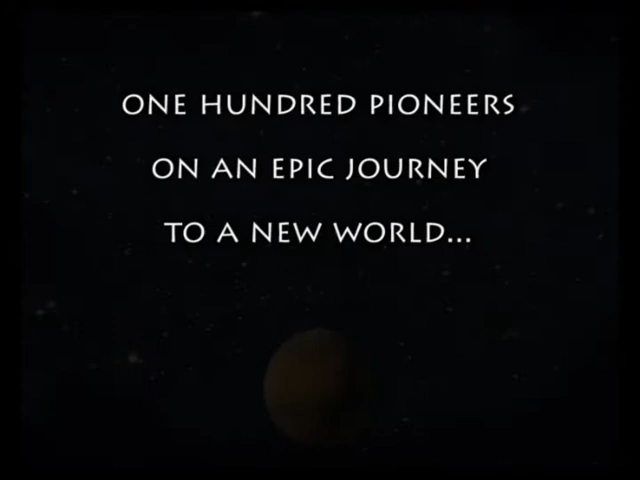 ONE HUNDRED PIONEERS
ON AN EPIC JOURNEY
TO A NEW WORLD...